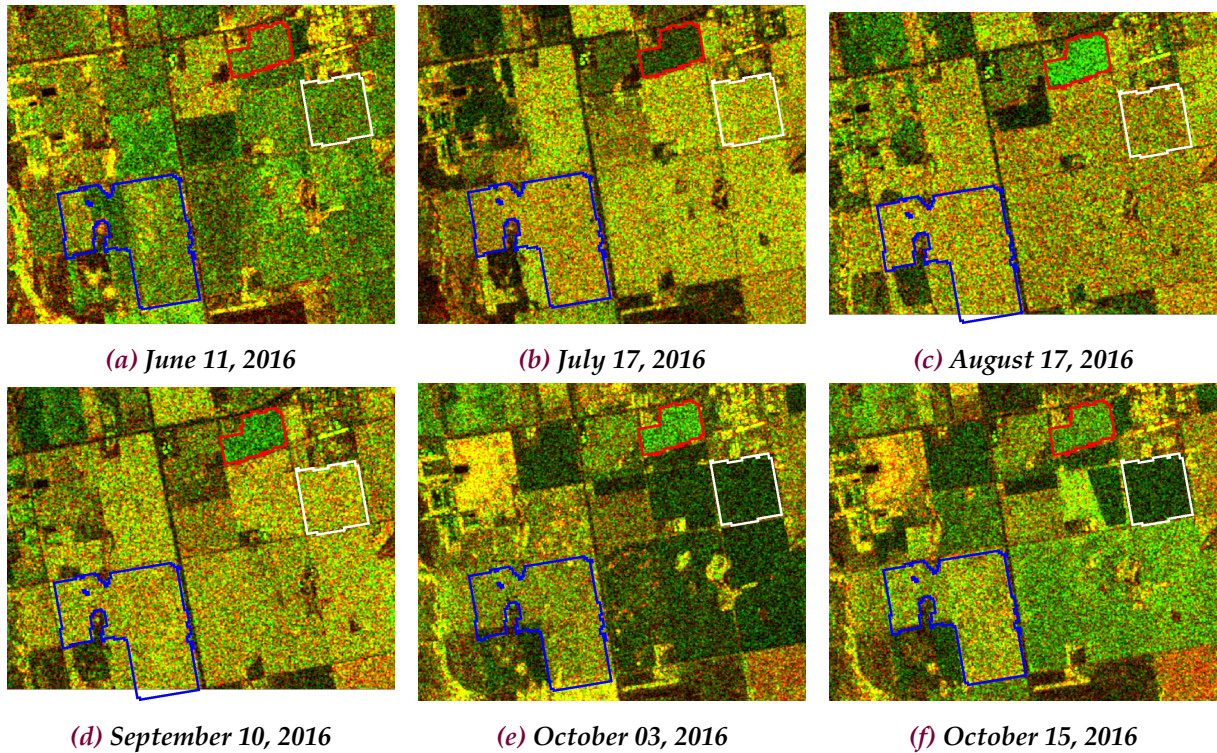 (a) June 11, 2016
(b) July 17, 2016
(c) August 17, 2016
(d) September 10, 2016
(e) October 03, 2016
(f) October 15, 2016